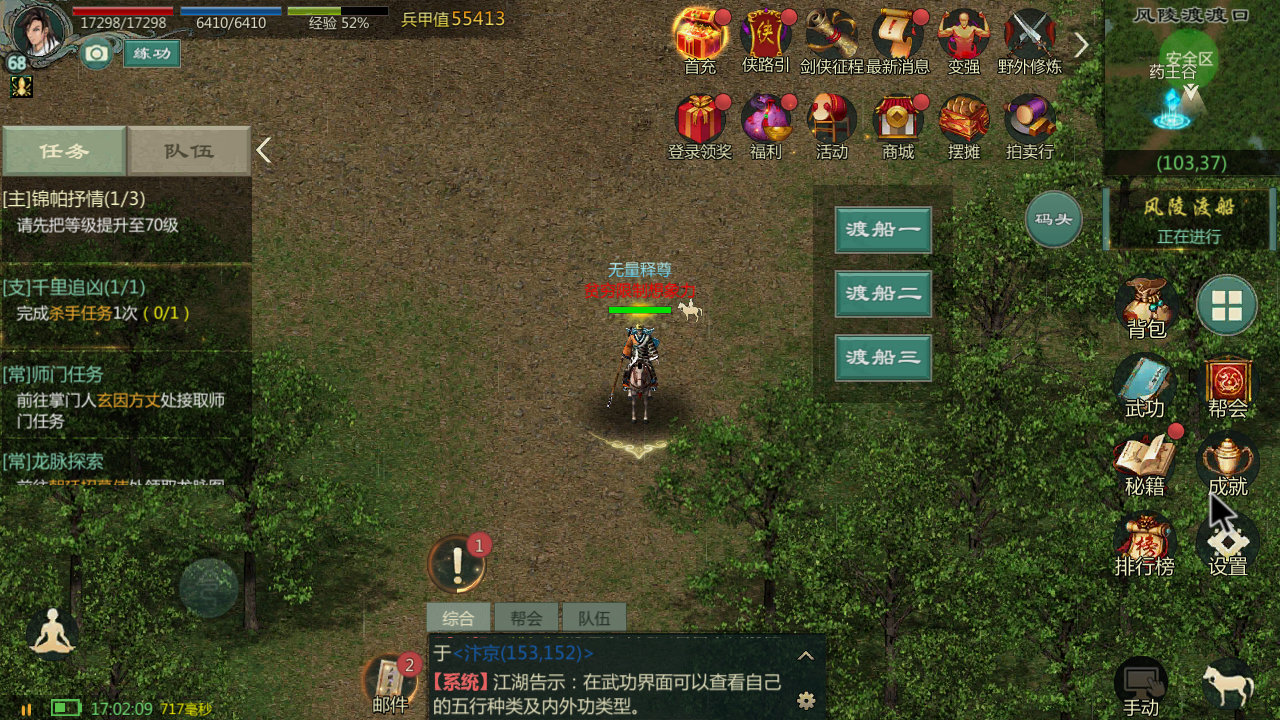 17298/17298
6410/6410
经验 52%
兵甲值55413
68
练功
首充
侠路引
剑侠征程
最新消息
变强
野外修炼
登录领奖
福利
活动
商城
摆摊
拍卖行
风陵渡渡口
安全区
药王谷
(103,37)
任务
队伍
[主]锦帕抒情(1/3)
请先把等级提升至70级
[支]千里追凶(1/1)
完成杀手任务1次 ( 0/1 )
[常]师门任务
前往掌门人玄因方丈处接取师
门任务
[常]龙脉探索
渡船一
渡船二
渡船三
码头
风陵渡船
正在进行
无量释尊
背包
武功
帮会
秘籍
成就
排行榜
设置
1
综合
帮会
队伍
于<汴京(153,152)>
【系统】江湖告示：在武功界面可以查看自己
的五行种类及内外功类型。
2
邮件
17:02:09
717毫秒
手动